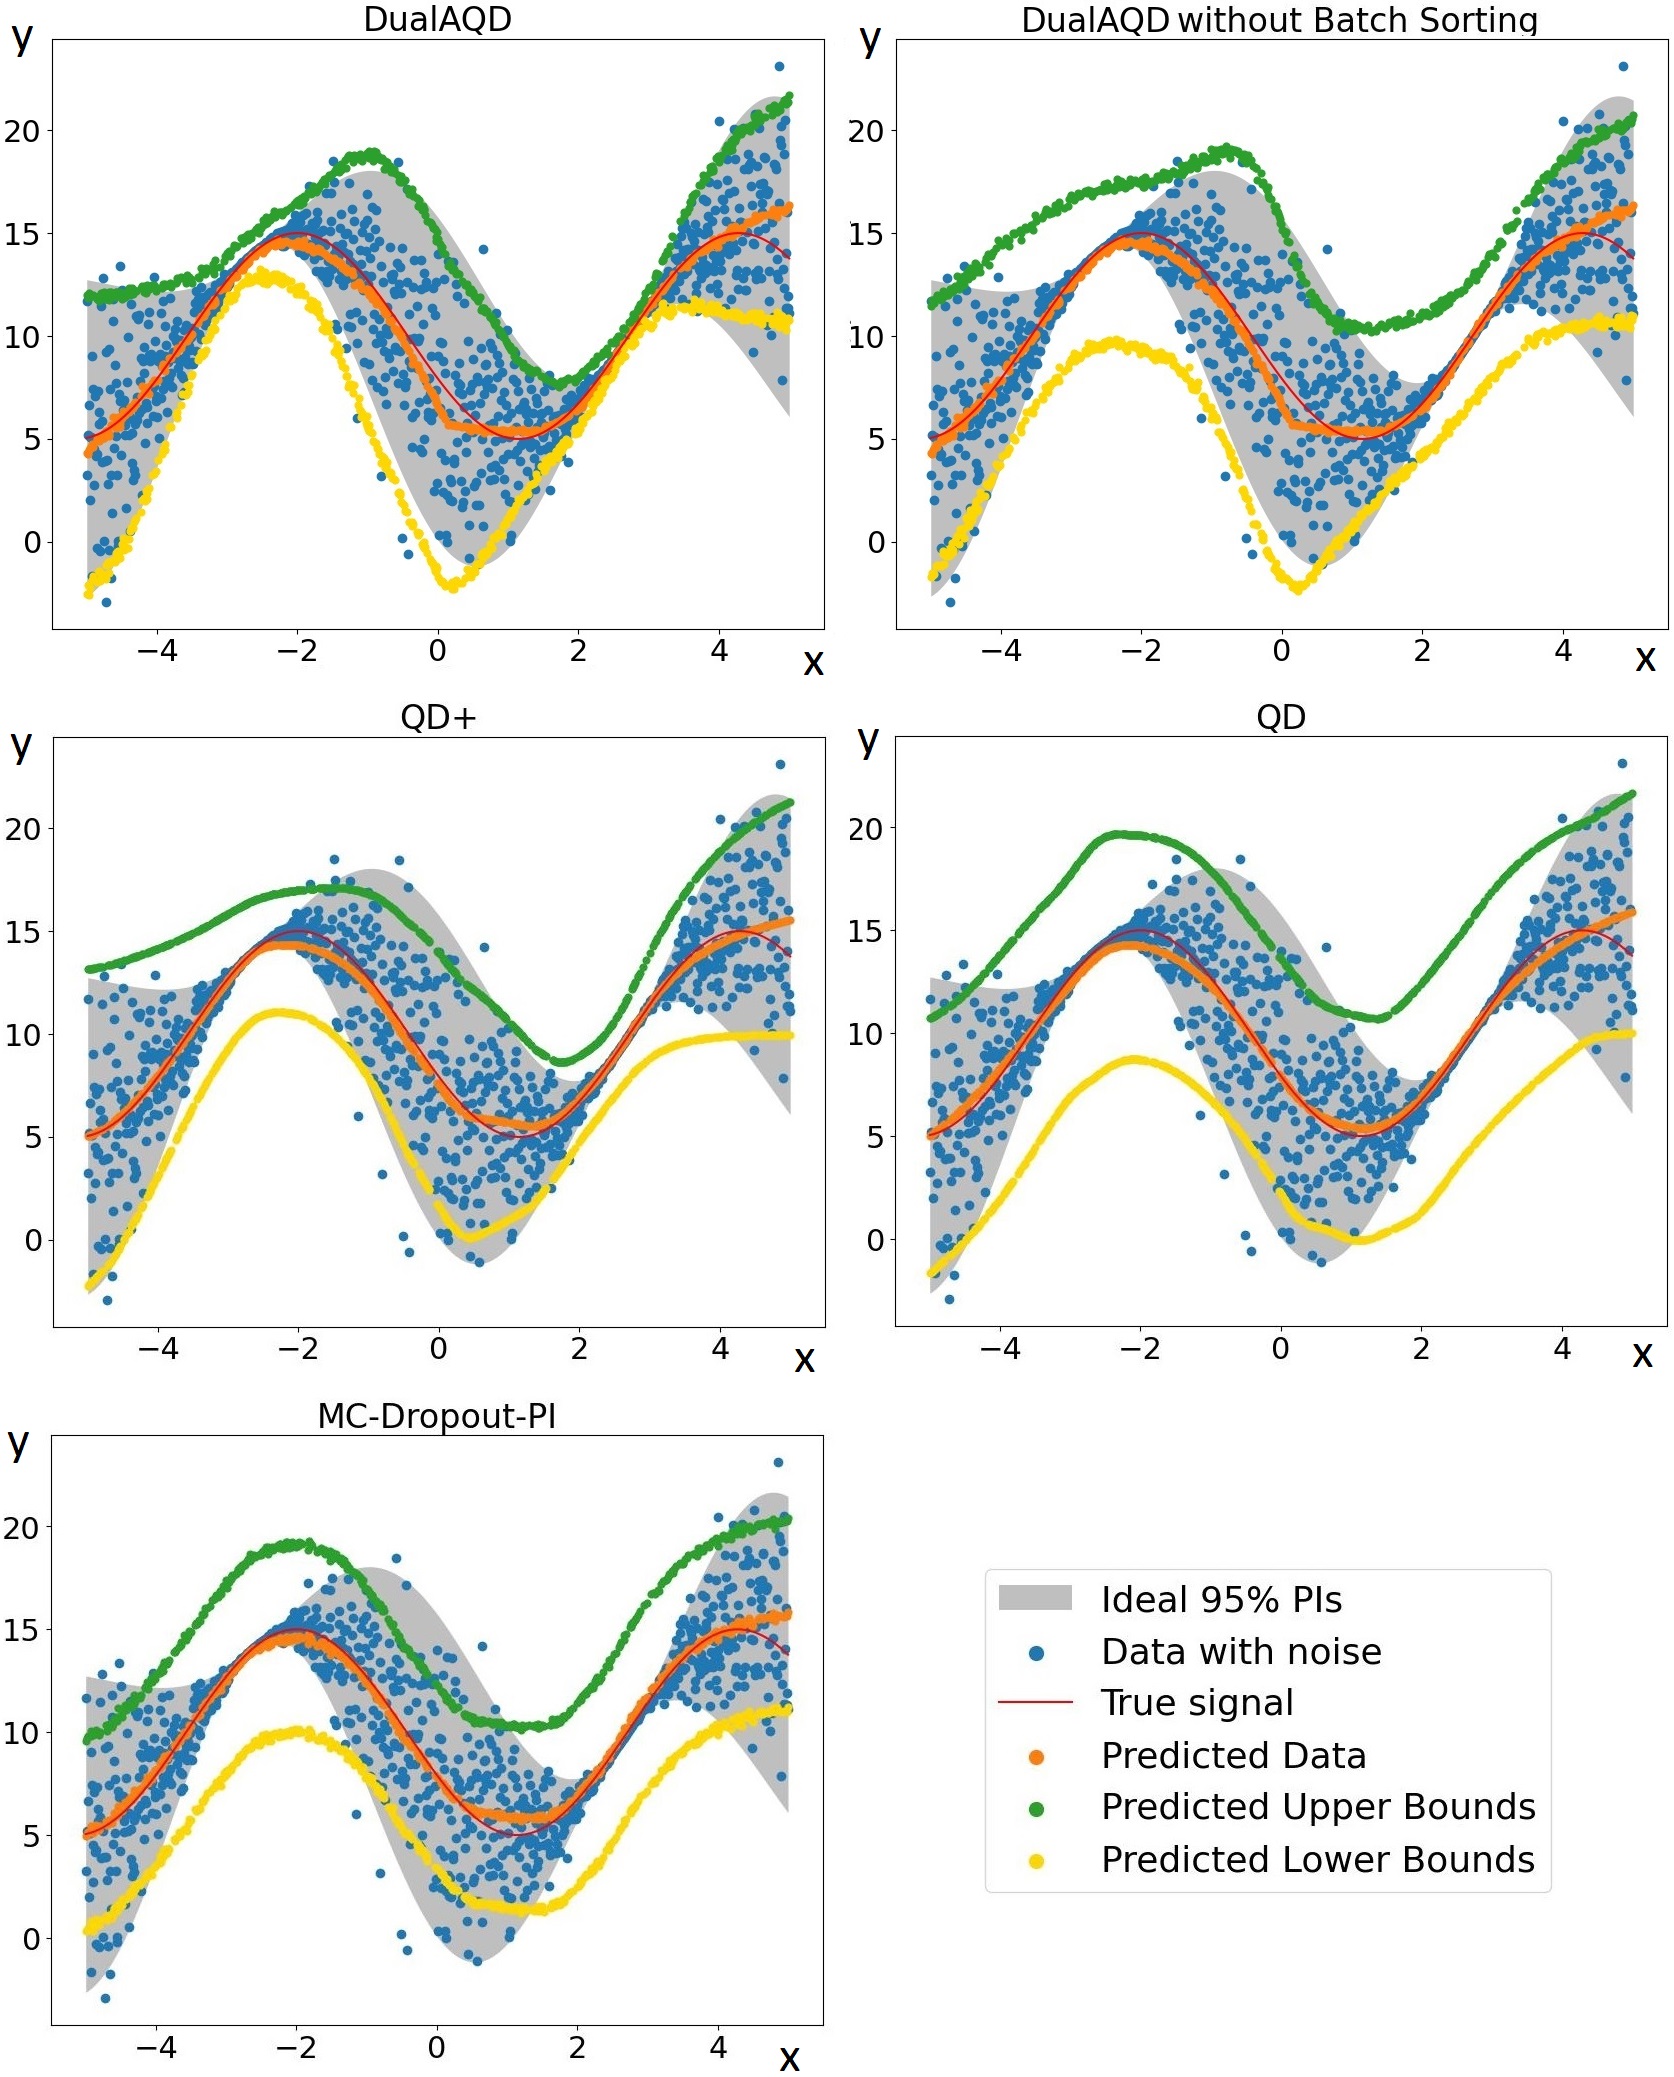 DualAQD
y
20
15
10
5
0
−4 −2 0 2 4
x
DualAQD without Batch Sorting
y
20
15
10
5
0
−4 −2 0 2 4
x
QD+
y
20
15
10
5
0
−4 −2 0 2 4
x
QD
y
20
15
10
5
0
−4 −2 0 2 4
x
MC-Dropout-PI
y
20
15
10
5
0
−4 −2 0 2 4
x
Ideal 95% PIs
Data with noise
True signal
Predicted Data
Predicted Upper Bounds
Predicted Lower Bounds